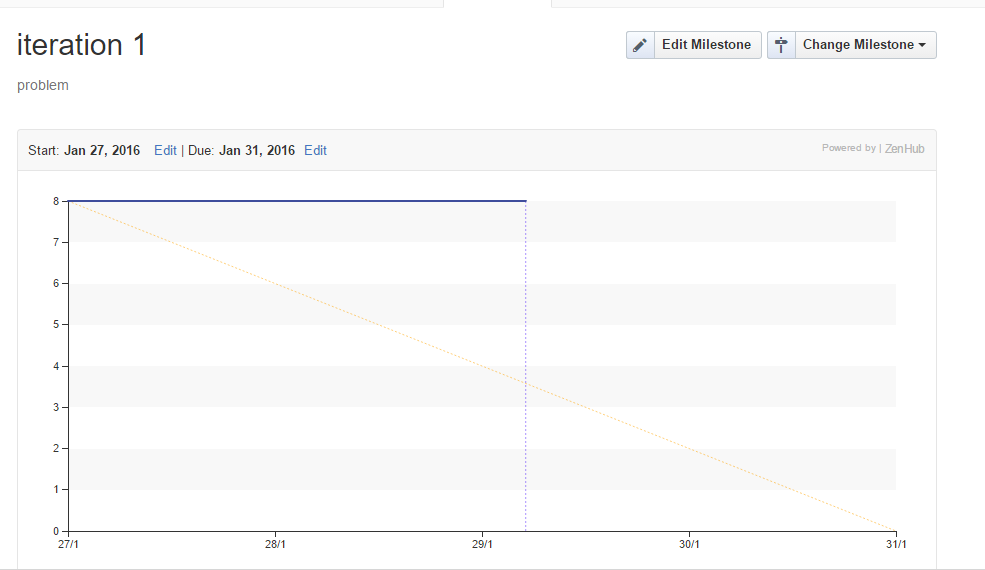 iteration 1
Edit Milestone
Change Milestone
problem
Start: Jan 27, 2016 Edit | Due: Jan 31, 2016 Edit
Powered by | ZenHub
8
7
6
5
4
3
2
1
0
27/1 28/1 29/1 30/1 31/1